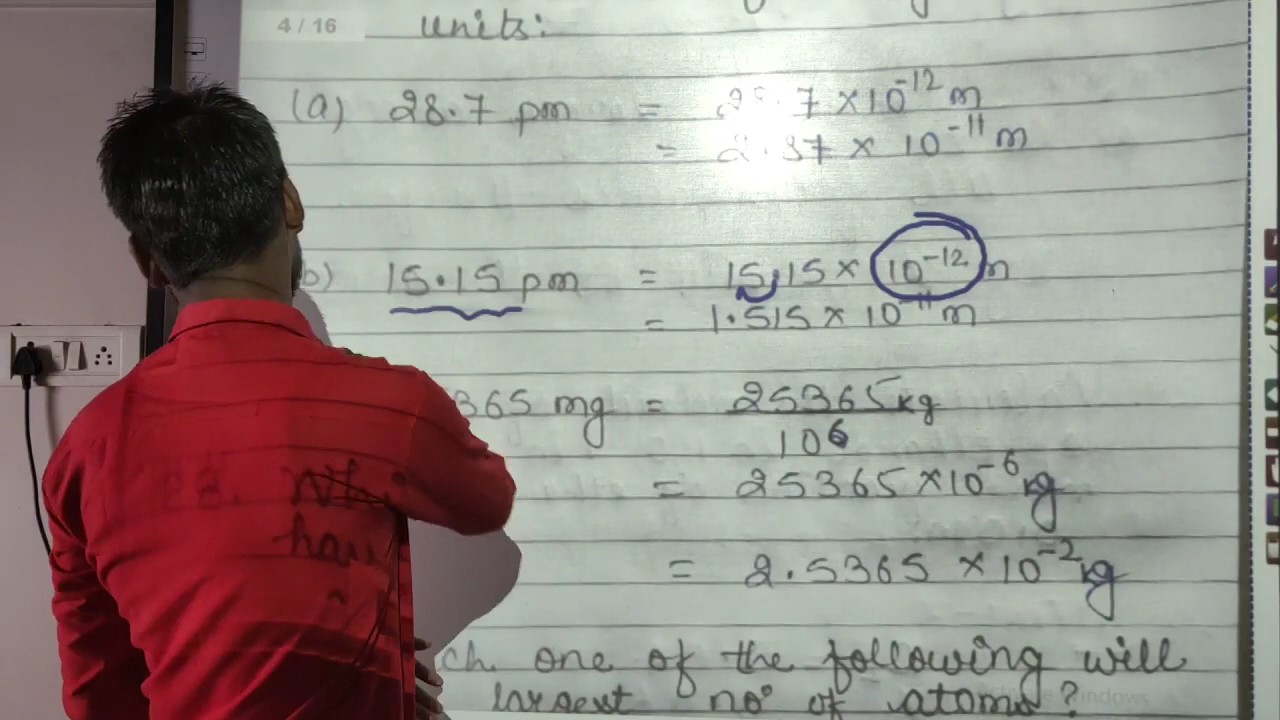 4 / 16
units:
(a) 28.7 pm = 28.7 × 10⁻¹² m
= 2.87 × 10⁻¹¹ m
b) 15.15 pm = 15.15 × 10⁻¹² m
= 1.515 × 10⁻¹¹ m
365 mg = 25365 kg
10⁶
= 25365 × 10⁻⁶ kg
= 2.5365 × 10⁻² kg
ch one of the following will
largest no° of atoms?